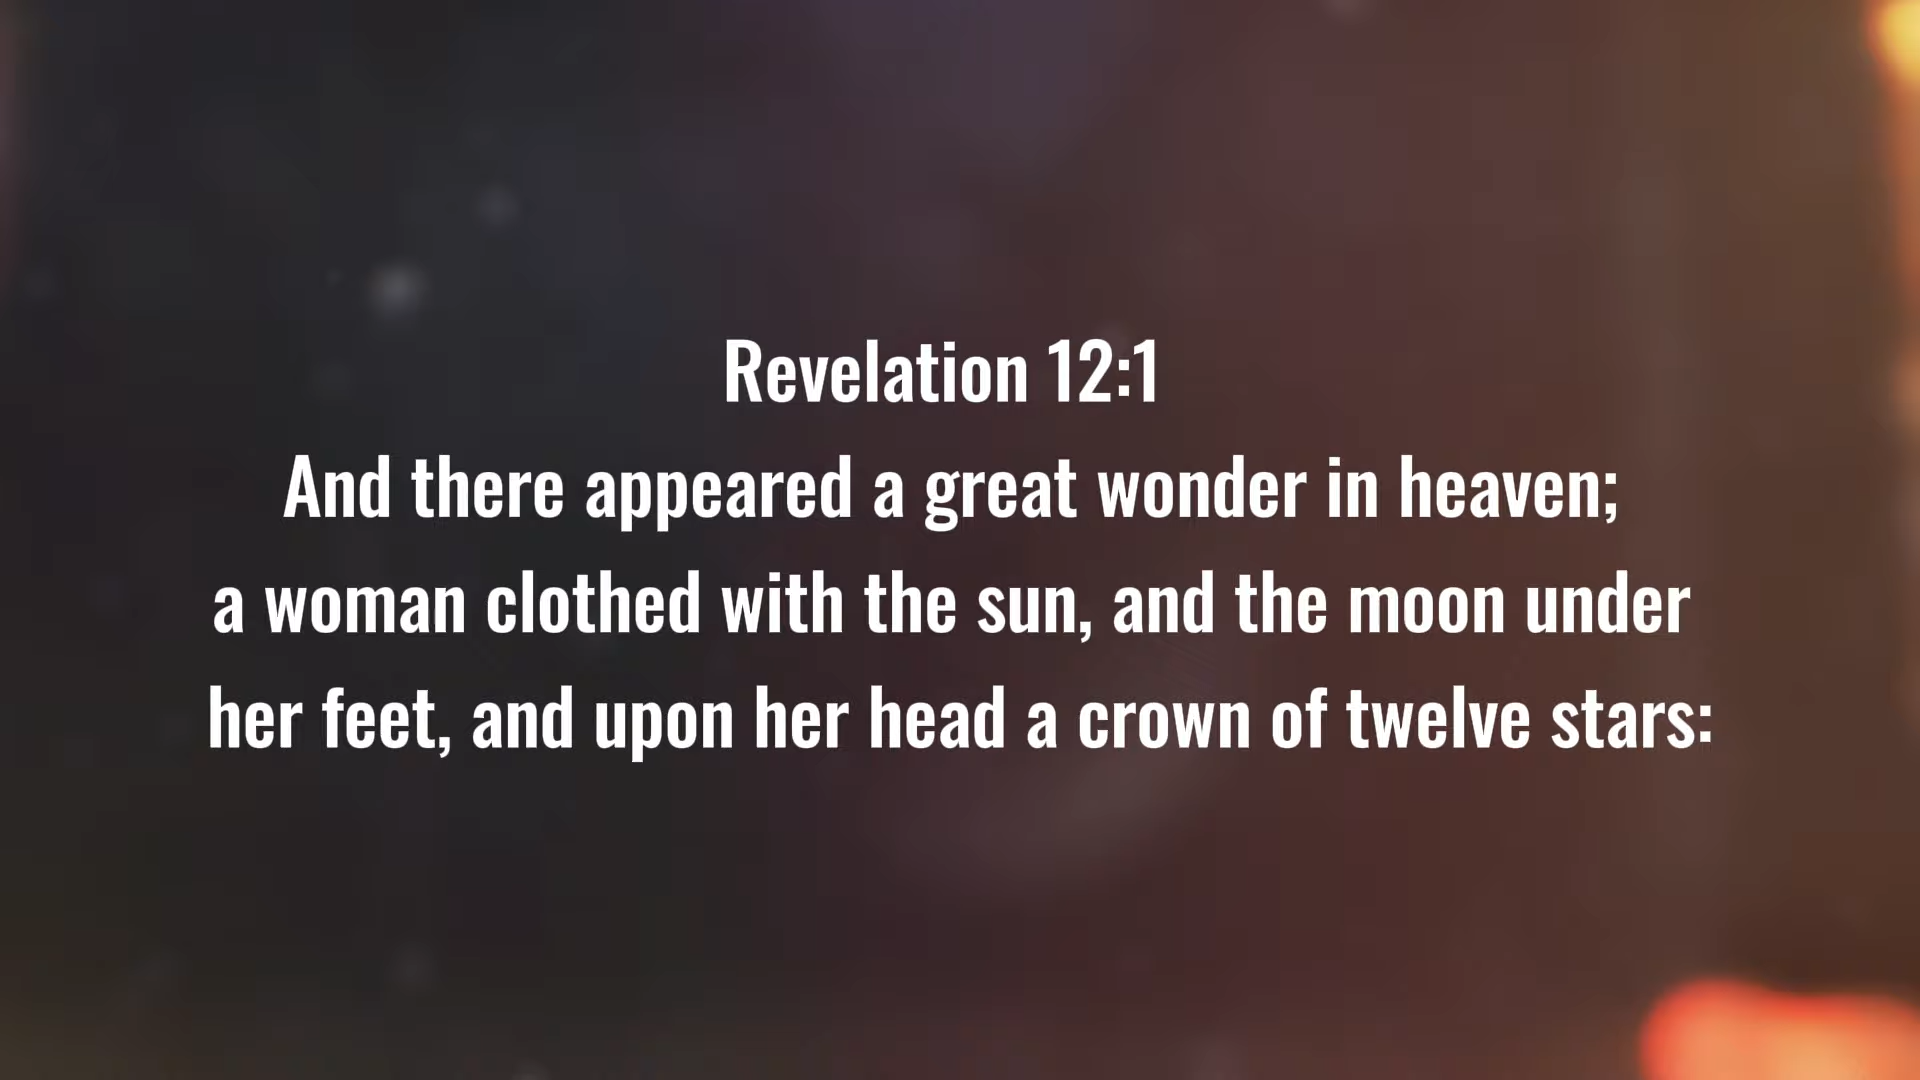 Revelation 12:1
And there appeared a great wonder in heaven;
a woman clothed with the sun, and the moon under
her feet, and upon her head a crown of twelve stars: